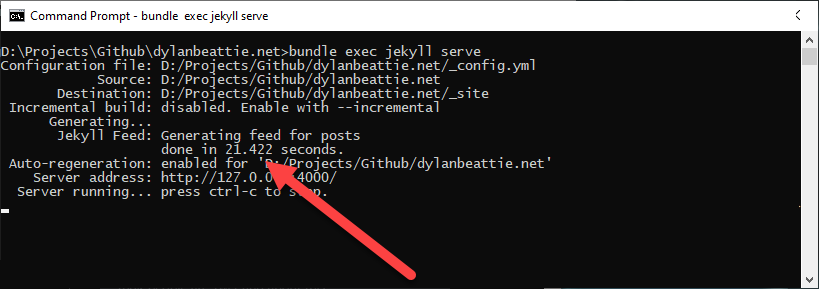 Command Prompt - bundle  exec jekyll serve
D:\Projects\Github\dylanbeattie.net>bundle exec jekyll serve
Configuration file: D:/Projects/Github/dylanbeattie.net/_config.yml
Source: D:/Projects/Github/dylanbeattie.net
Destination: D:/Projects/Github/dylanbeattie.net/_site
Incremental build: disabled. Enable with --incremental
Generating...
Jekyll Feed: Generating feed for posts
done in 21.422 seconds.
Auto-regeneration: enabled for 'D:/Projects/Github/dylanbeattie.net'
Server address: http://127.0.0 4000/
Server running... press ctrl-c to stop.